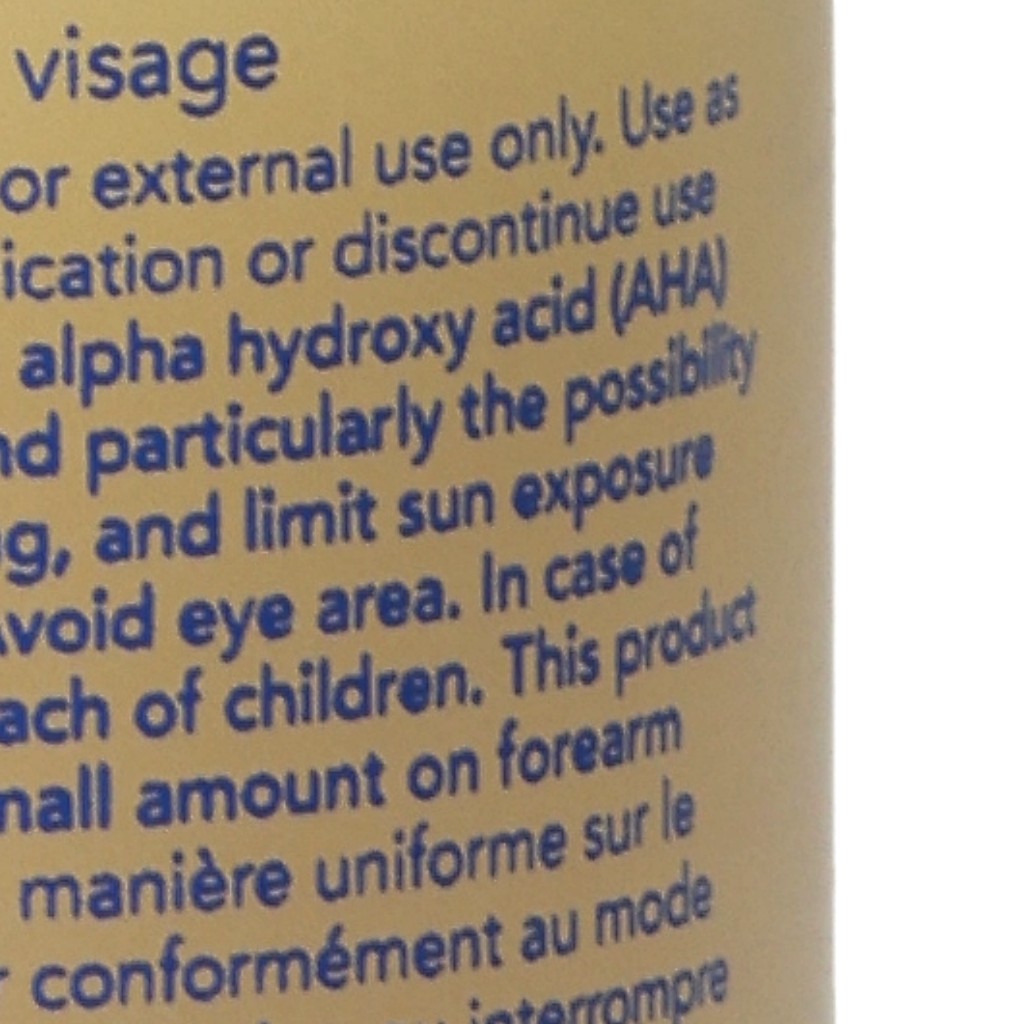 visage
or external use only. Use as
ication or discontinue use
alpha hydroxy acid (AHA)
nd particularly the possibility
g, and limit sun exposure
Avoid eye area. In case of
ach of children. This product
nall amount on forearm
manière uniforme sur le
r conformément au mode
interrompre